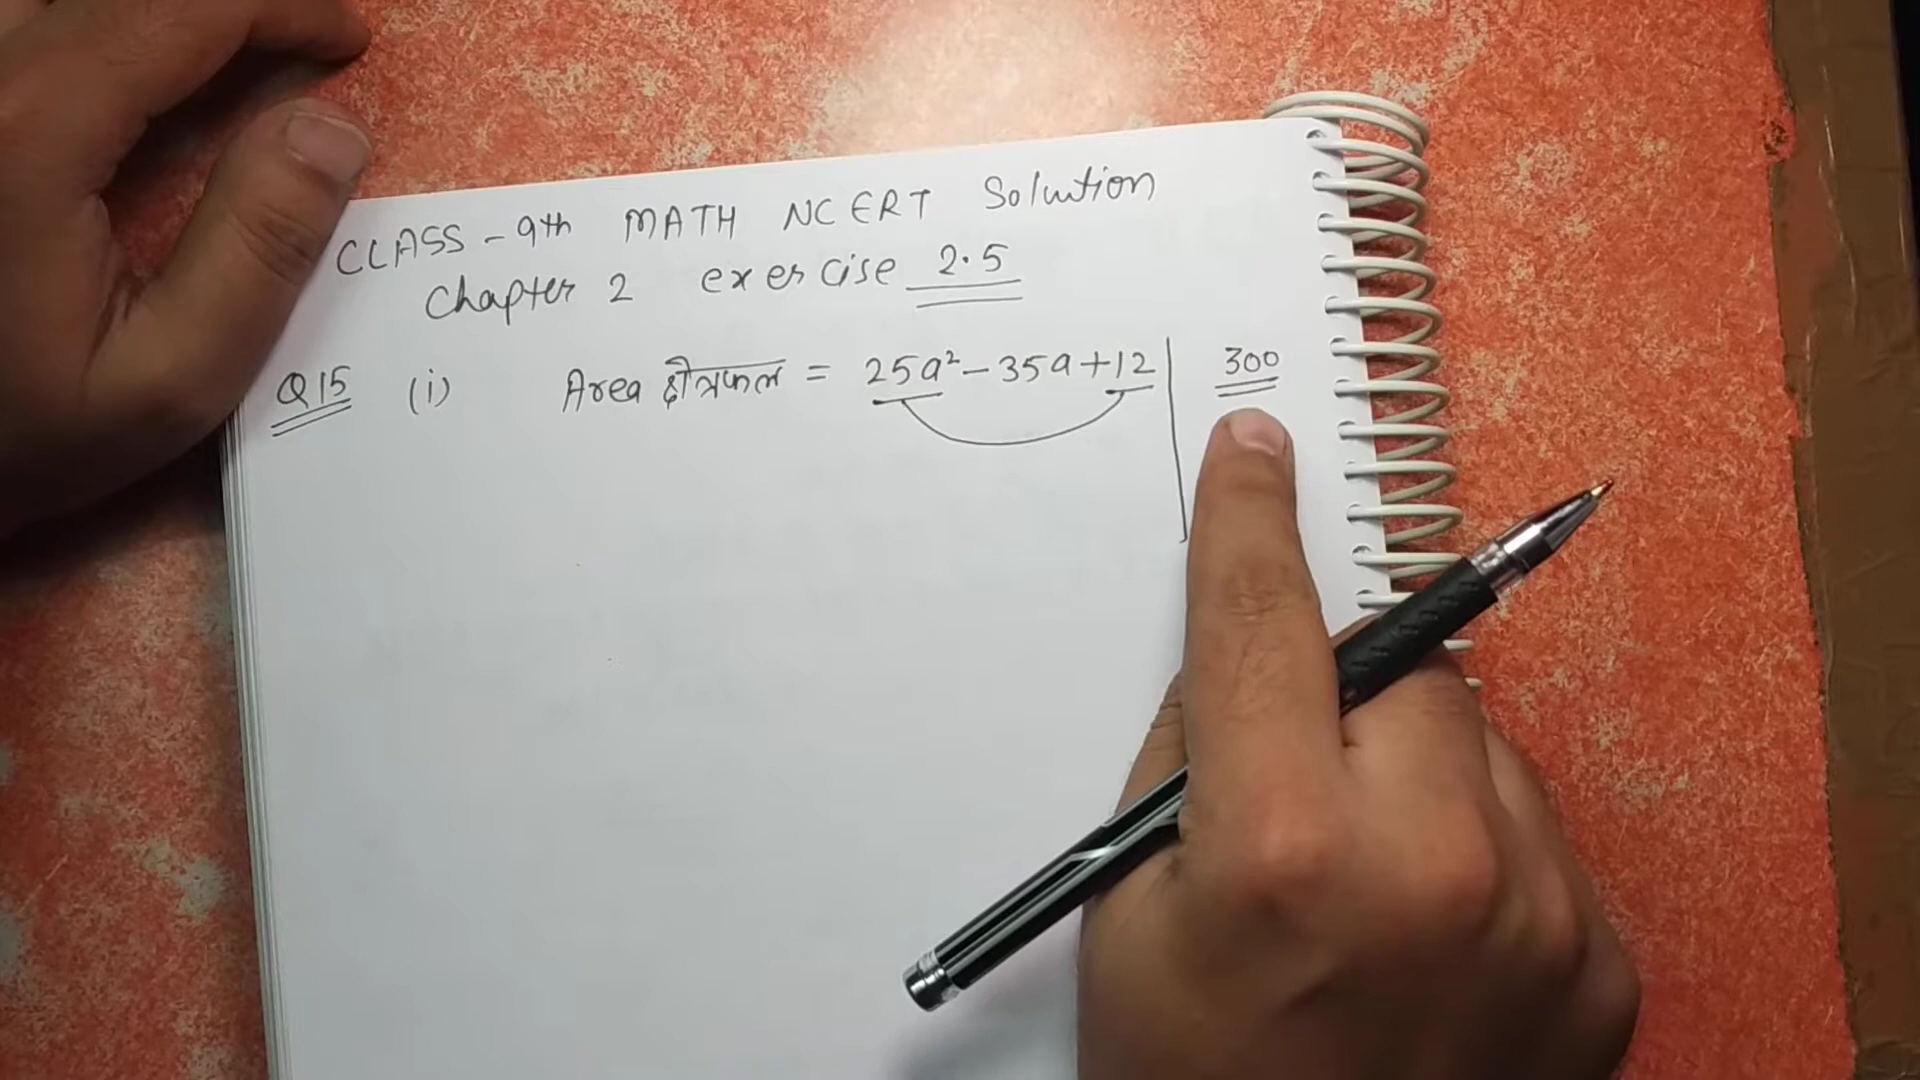 CLASS - 9th MATH NCERT Solution
Chapter 2 exercise 2.5
Q15 (i) Area क्षेत्रफल = 25a² - 35a + 12 | 300